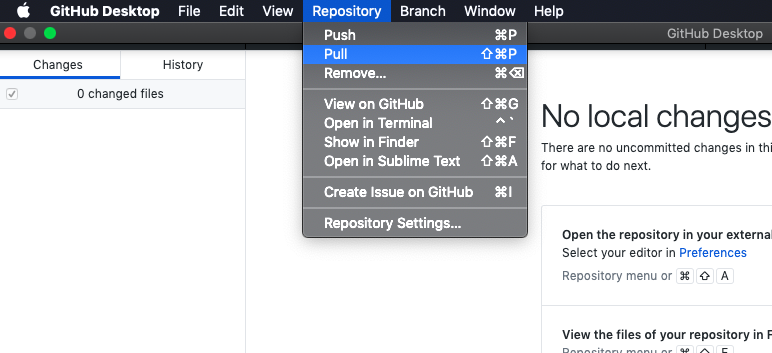 GitHub Desktop File Edit View Repository Branch Window Help
GitHub Desktop
Changes History
0 changed files
Push ⌘P
Pull ⇧⌘P
Remove... ⌘⌫
View on GitHub ⇧⌘G
Open in Terminal ⌃`
Show in Finder ⇧⌘F
Open in Sublime Text ⇧⌘A
Create Issue on GitHub ⌘I
Repository Settings...
No local changes
There are no uncommitted changes in thi
for what to do next.
Open the repository in your external
Select your editor in Preferences
Repository menu or ⌘ ⇧ A
View the files of your repository in F
Repository menu or ⌘ ⇧ F